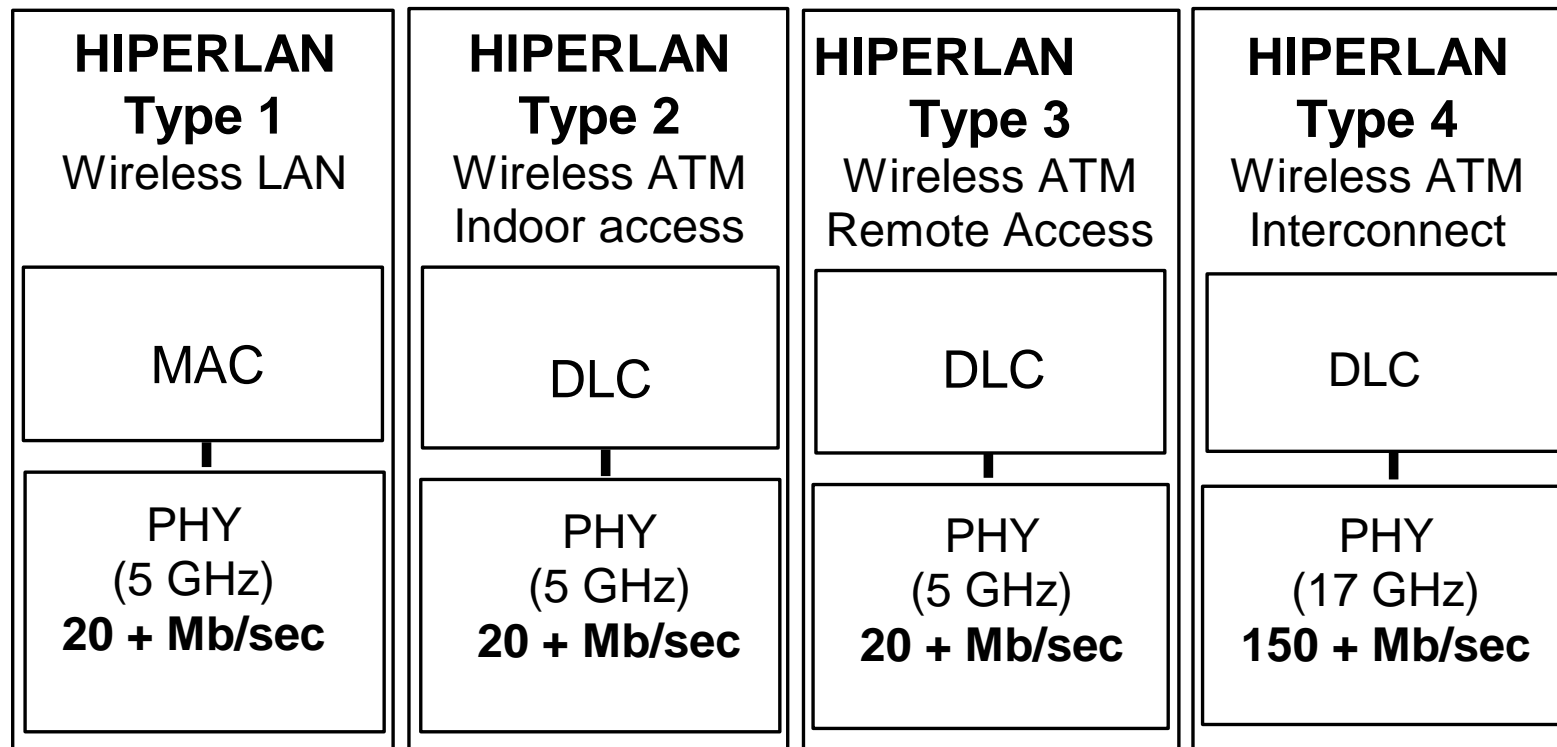 HIPERLAN
Type 1
Wireless LAN
MAC
PHY
(5 GHz)
20 + Mb/sec
HIPERLAN
Type 2
Wireless ATM
Indoor access
DLC
PHY
(5 GHz)
20 + Mb/sec
HIPERLAN
Type 3
Wireless ATM
Remote Access
DLC
PHY
(5 GHz)
20 + Mb/sec
HIPERLAN
Type 4
Wireless ATM
Interconnect
DLC
PHY
(17 GHz)
150 + Mb/sec